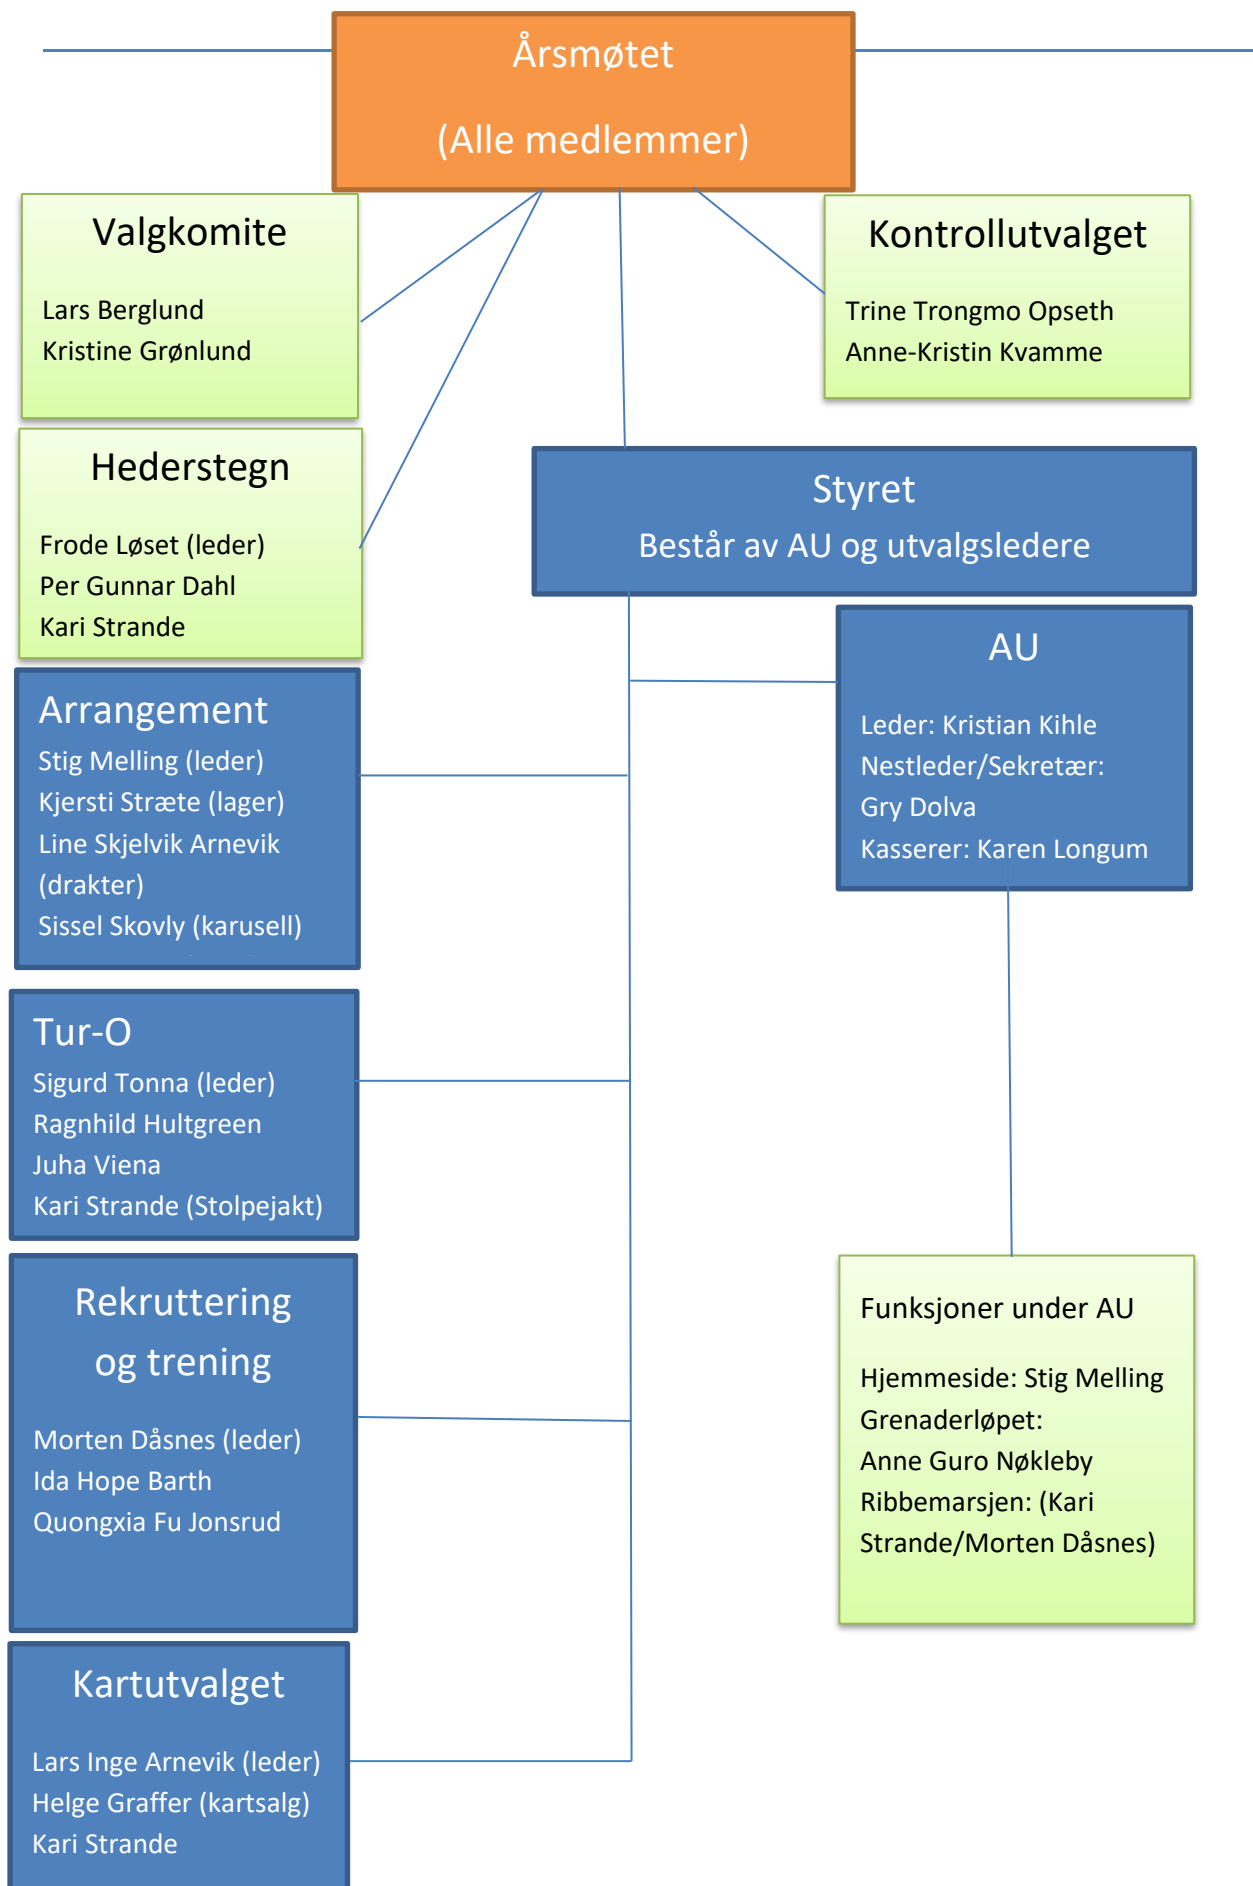 Årsmøtet
(Alle medlemmer)
Valgkomite
Lars Berglund
Kristine Grønlund
Kontrollutvalget
Trine Trongmo Opseth
Anne-Kristin Kvamme
Hederstegn
Frode Løset (leder)
Per Gunnar Dahl
Kari Strande
Styret
Består av AU og utvalgsledere
AU
Leder: Kristian Kihle
Nestleder/Sekretær:
Gry Dolva
Kasserer: Karen Longum
Arrangement
Stig Melling (leder)
Kjersti Stræte (lager)
Line Skjelvik Arnevik
(drakter)
Sissel Skovly (karusell)
Tur-O
Sigurd Tonna (leder)
Ragnhild Hultgreen
Juha Viena
Kari Strande (Stolpejakt)
Rekruttering
og trening
Morten Dåsnes (leder)
Ida Hope Barth
Quongxia Fu Jonsrud
Funksjoner under AU
Hjemmeside: Stig Melling
Grenaderløpet:
Anne Guro Nøkleby
Ribbemarsjen: (Kari
Strande/Morten Dåsnes)
Kartutvalget
Lars Inge Arnevik (leder)
Helge Graffer (kartsalg)
Kari Strande